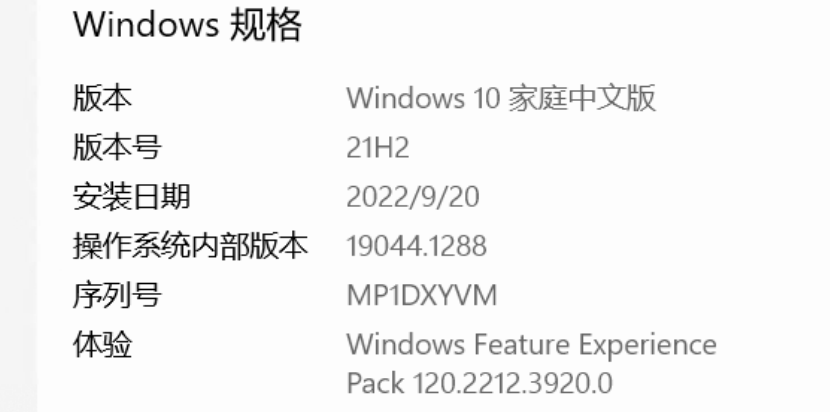 Windows 规格
版本 Windows 10 家庭中文版
版本号 21H2
安装日期 2022/9/20
操作系统内部版本 19044.1288
序列号 MP1DXYVM
体验 Windows Feature Experience
Pack 120.2212.3920.0